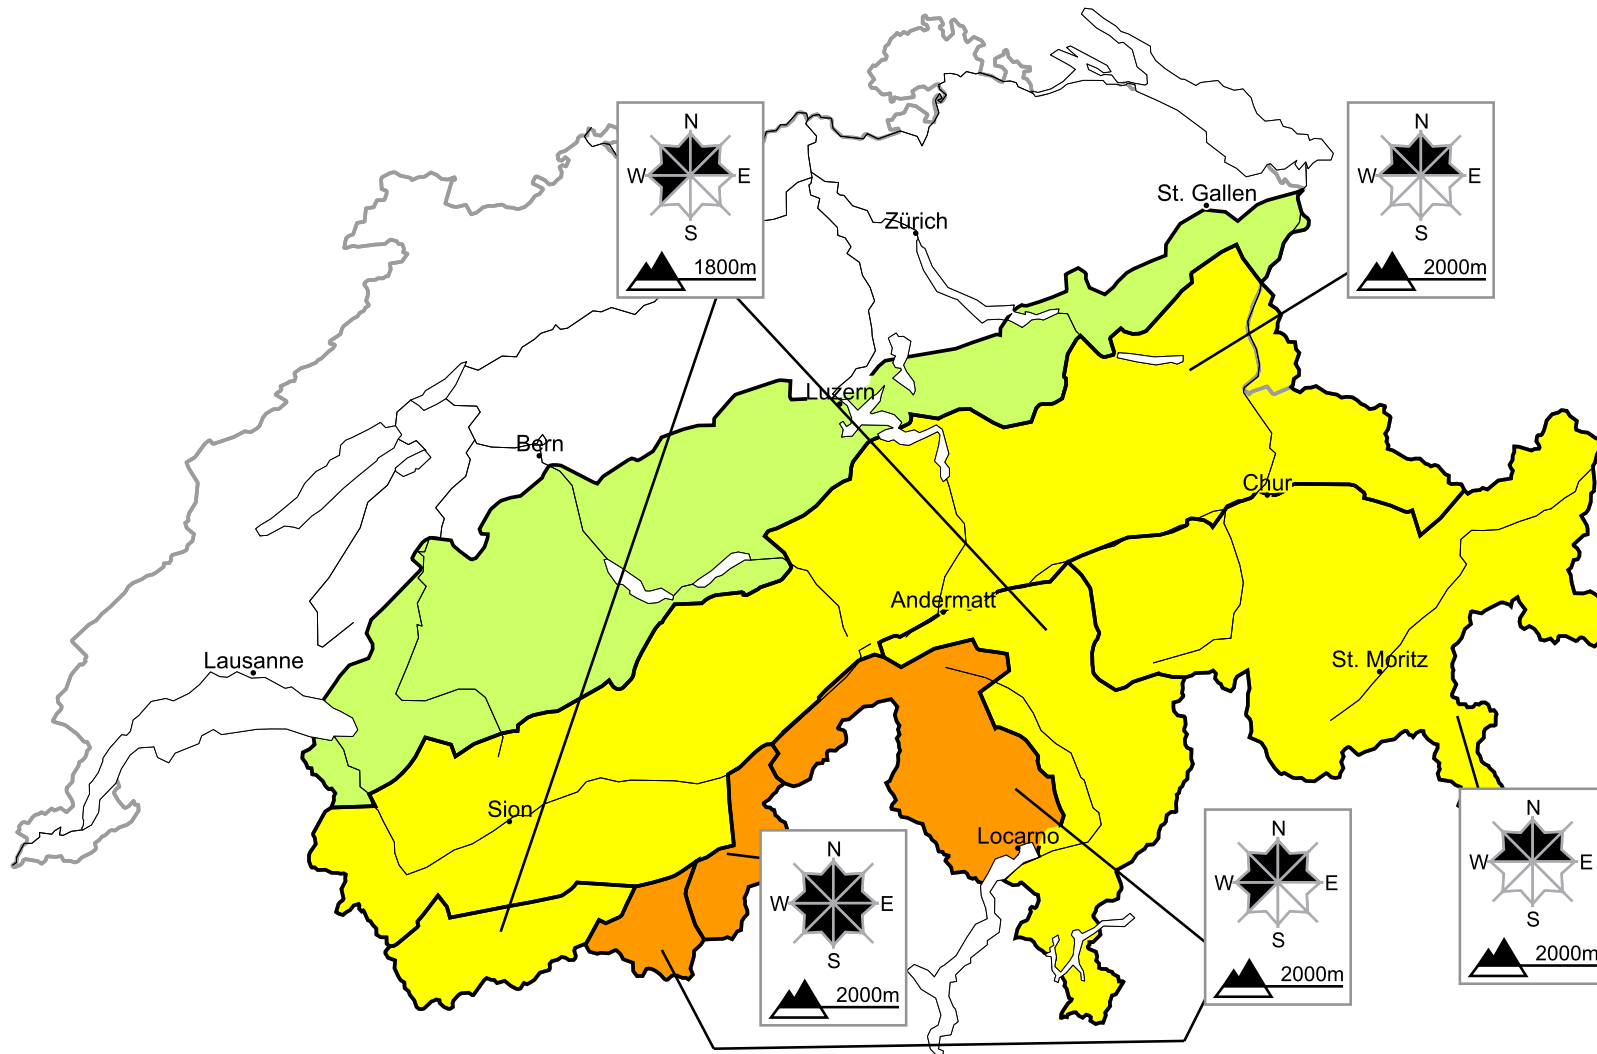 N
W E
S
1800m
N
W E
S
2000m
St. Gallen
Zürich
Luzern
Bern
Chur
Andermatt
Lausanne
St. Moritz
Sion
Locarno
N
W E
S
2000m
N
W E
S
2000m
N
W E
S
2000m